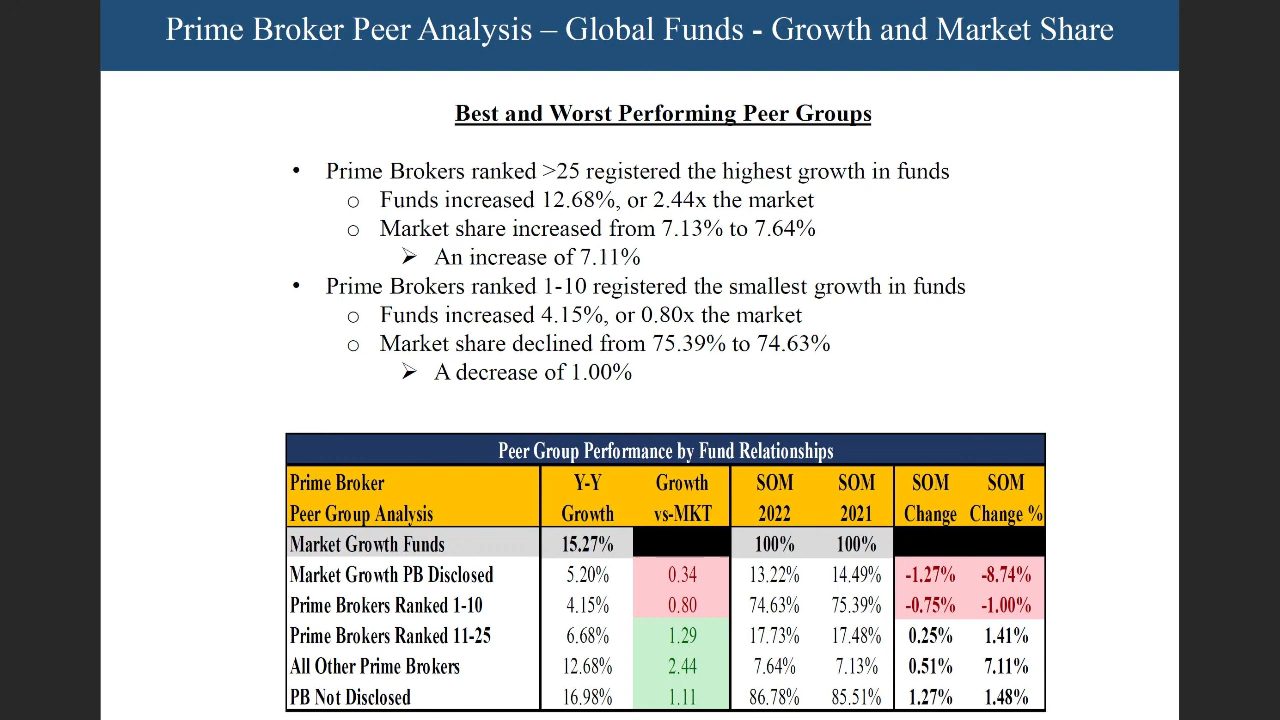 Prime Broker Peer Analysis – Global Funds - Growth and Market Share
Best and Worst Performing Peer Groups
• Prime Brokers ranked >25 registered the highest growth in funds
o Funds increased 12.68%, or 2.44x the market
o Market share increased from 7.13% to 7.64%
➢ An increase of 7.11%
• Prime Brokers ranked 1-10 registered the smallest growth in funds
o Funds increased 4.15%, or 0.80x the market
o Market share declined from 75.39% to 74.63%
➢ A decrease of 1.00%
Peer Group Performance by Fund Relationships
Prime Broker Y-Y Growth SOM SOM SOM SOM
Peer Group Analysis Growth vs-MKT 2022 2021 Change Change %
Market Growth Funds 15.27% 100% 100%
Market Growth PB Disclosed 5.20% 0.34 13.22% 14.49% -1.27% -8.74%
Prime Brokers Ranked 1-10 4.15% 0.80 74.63% 75.39% -0.75% -1.00%
Prime Brokers Ranked 11-25 6.68% 1.29 17.73% 17.48% 0.25% 1.41%
All Other Prime Brokers 12.68% 2.44 7.64% 7.13% 0.51% 7.11%
PB Not Disclosed 16.98% 1.11 86.78% 85.51% 1.27% 1.48%